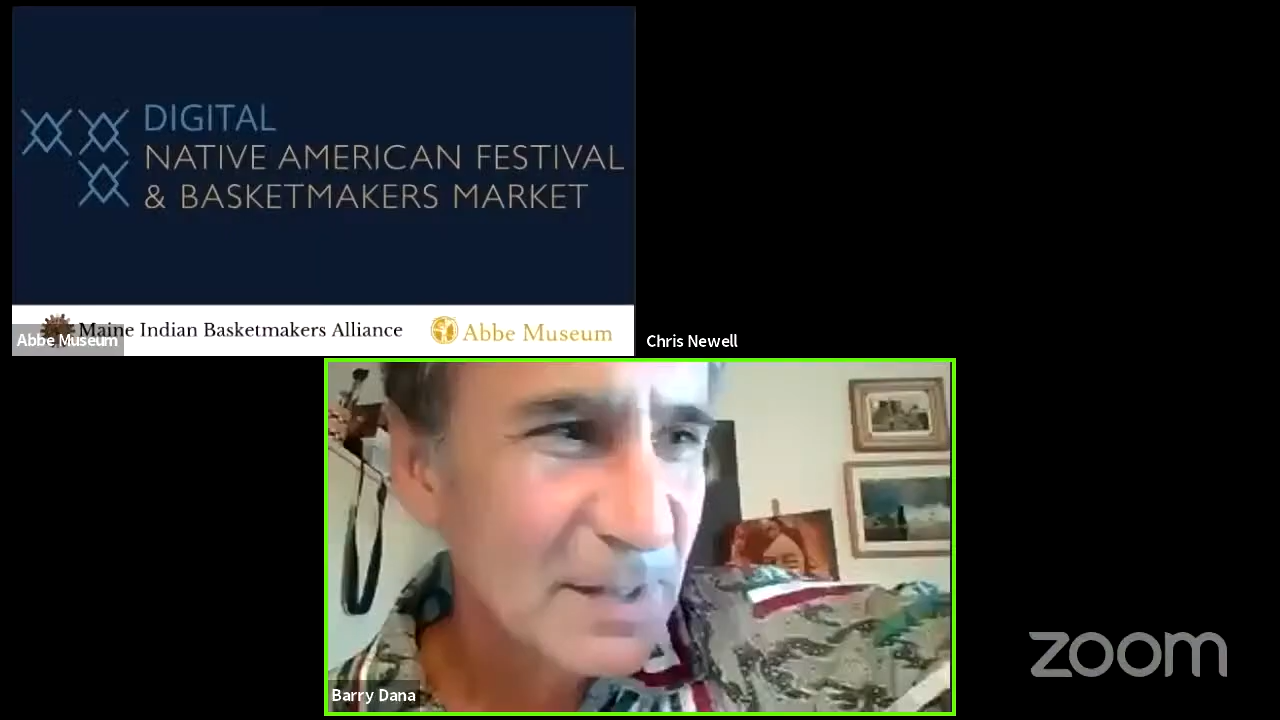 DIGITAL
NATIVE AMERICAN FESTIVAL
& BASKETMAKERS MARKET
Maine Indian Basketmakers Alliance
Abbe Museum
Abbe Museum
Chris Newell
Barry Dana
zoom